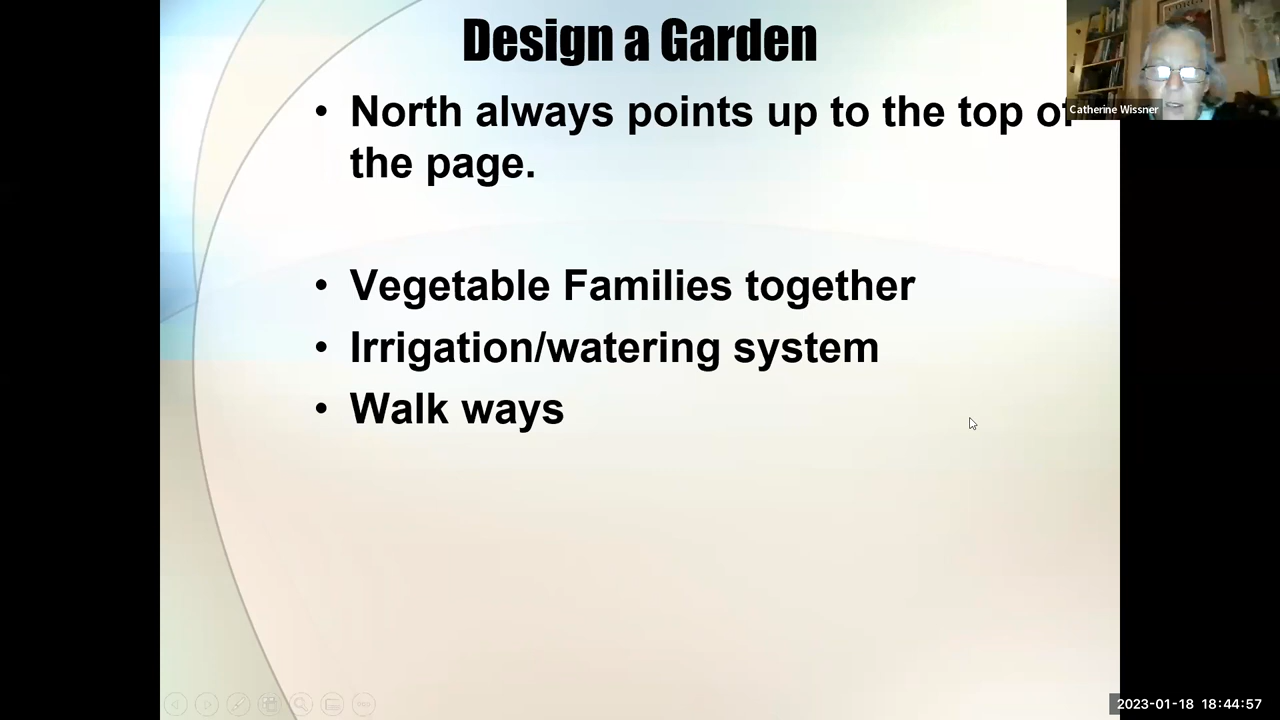 Design a Garden
• North always points up to the top of
the page.
• Vegetable Families together
• Irrigation/watering system
• Walk ways
Catherine Wissner
2023-01-18 18:44:57